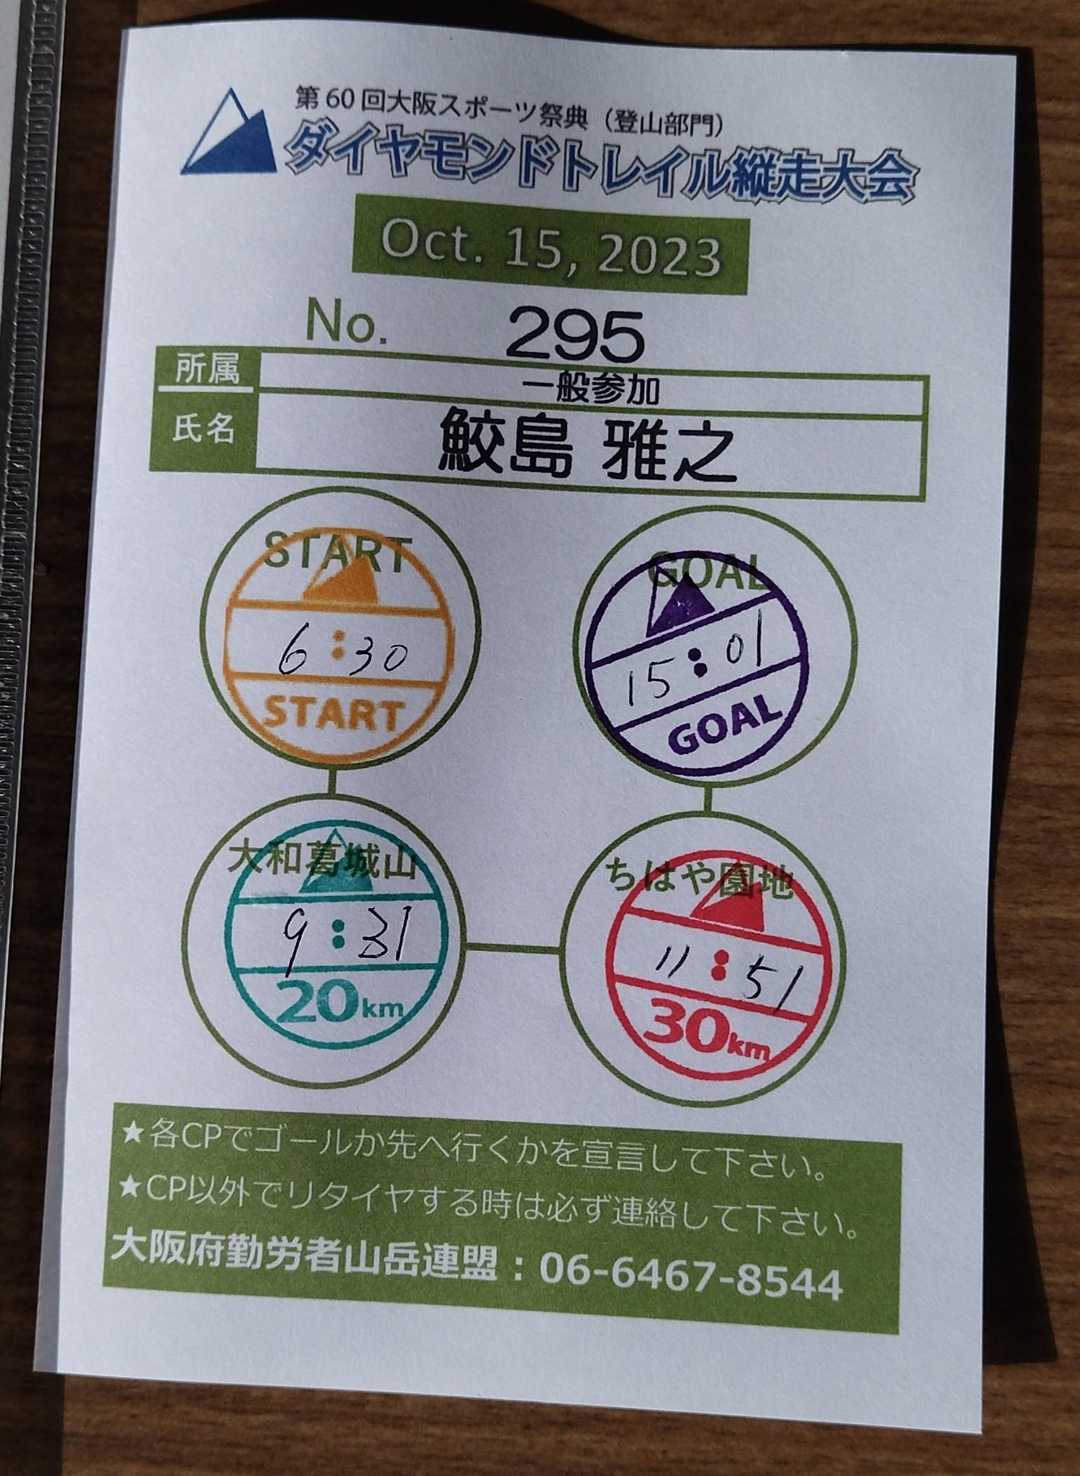 第60回大阪スポーツ祭典（登山部門）
ダイヤモンドトレイル縦走大会
Oct. 15, 2023
No. 295
所属 一般参加
氏名 鮫島 雅之
START
6:30
START
GOAL
15:01
GOAL
大和葛城山
9:31
20km
ちはや園地
11:51
30km
★各CPでゴールか先へ行くかを宣言して下さい。
★CP以外でリタイヤする時は必ず連絡して下さい。
大阪府勤労者山岳連盟：06-6467-8544